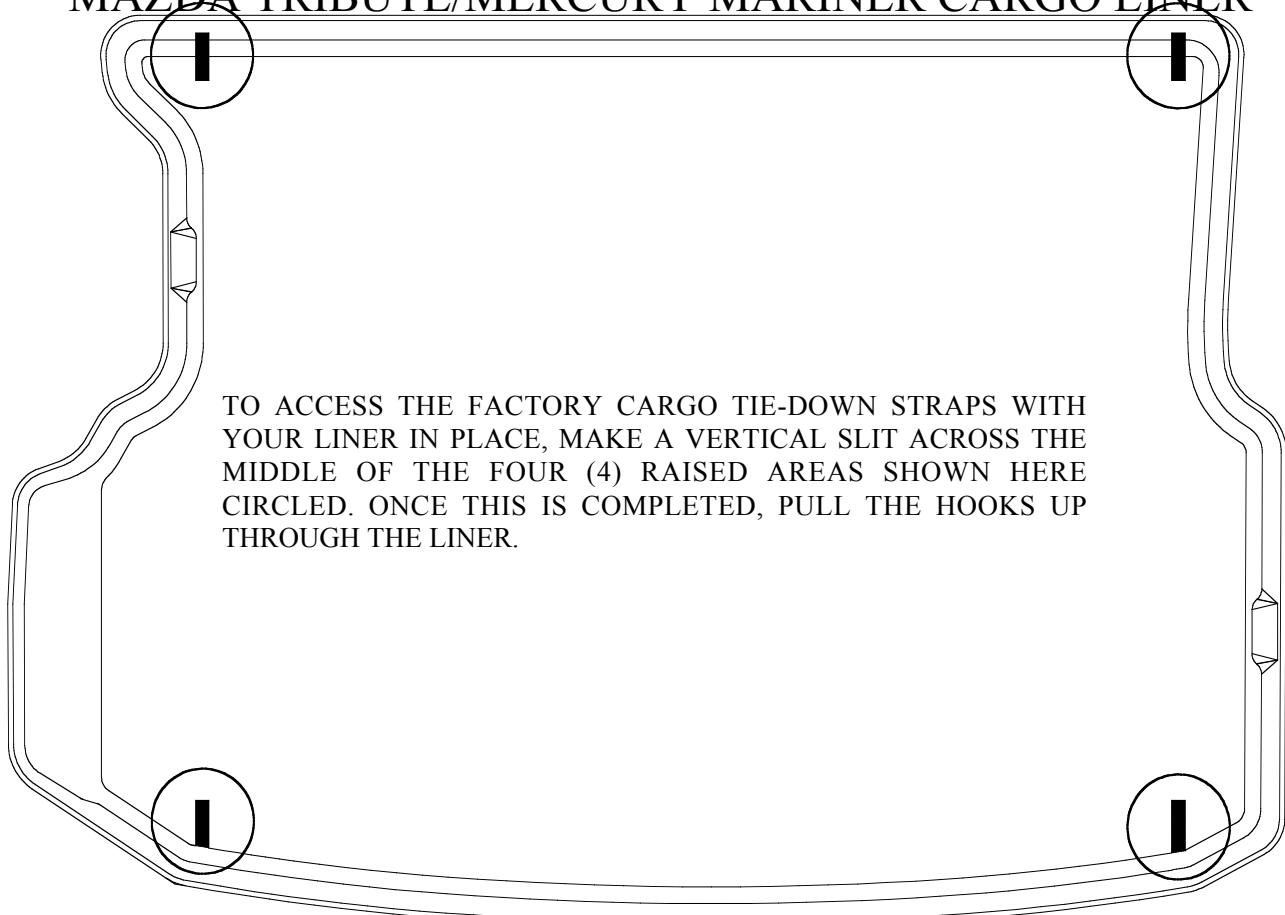 MAZDA TRIBUTE/MERCURY MARINER CARGO LINER
TO ACCESS THE FACTORY CARGO TIE-DOWN STRAPS WITH
YOUR LINER IN PLACE, MAKE A VERTICAL SLIT ACROSS THE
MIDDLE OF THE FOUR (4) RAISED AREAS SHOWN HERE
CIRCLED. ONCE THIS IS COMPLETED, PULL THE HOOKS UP
THROUGH THE LINER.